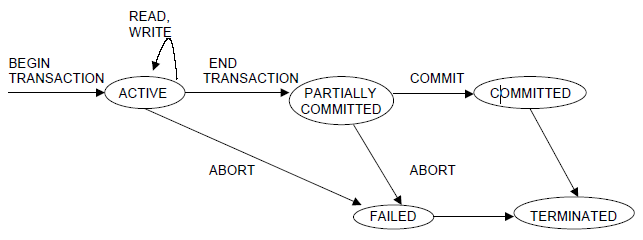 READ,
WRITE
BEGIN
TRANSACTION
END
TRANSACTION
COMMIT
ACTIVE
PARTIALLY
COMMITTED
COMMITTED
ABORT
ABORT
FAILED
TERMINATED